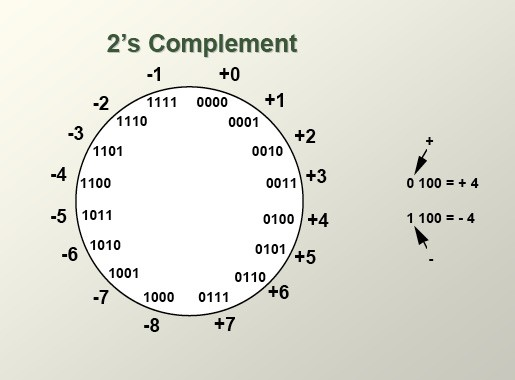 2's Complement
-1 +0
-2 1111 0000 +1
1110 0001
-3 +2
1101 0010
-4 1100 0011 +3
-5 1011 0100 +4
-6 1010 0101 +5
1001 0110
-7 1000 0111 +6
-8 +7
+
0 100 = + 4
1 100 = - 4
-